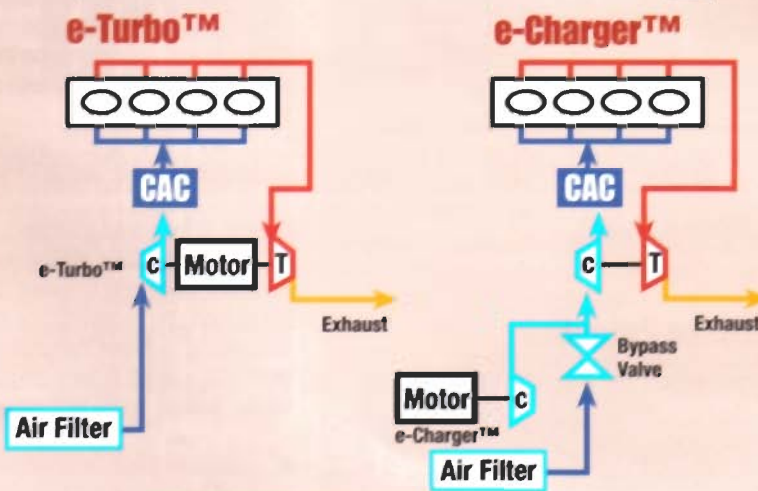 e-Turbo™
CAC
e-Turbo™
C
Motor
T
Exhaust
Air Filter
e-Charger™
CAC
C
T
Exhaust
Bypass
Valve
Motor
C
e-Charger™
Air Filter